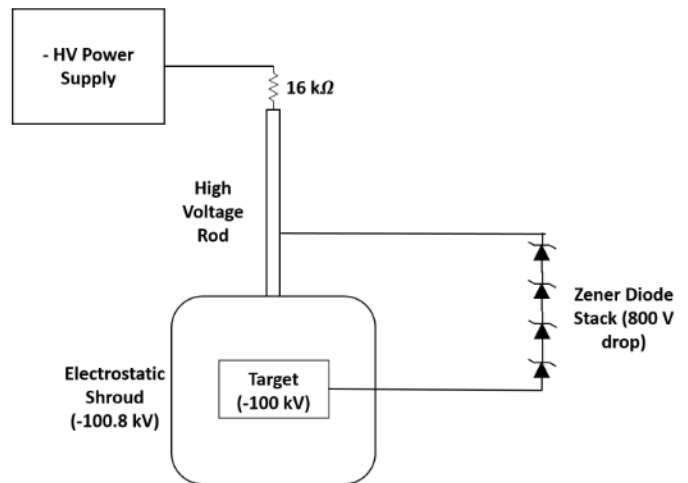 - HV Power
Supply
16 kΩ
High
Voltage
Rod
Zener Diode
Stack (800 V
drop)
Electrostatic
Shroud
(-100.8 kV)
Target
(-100 kV)